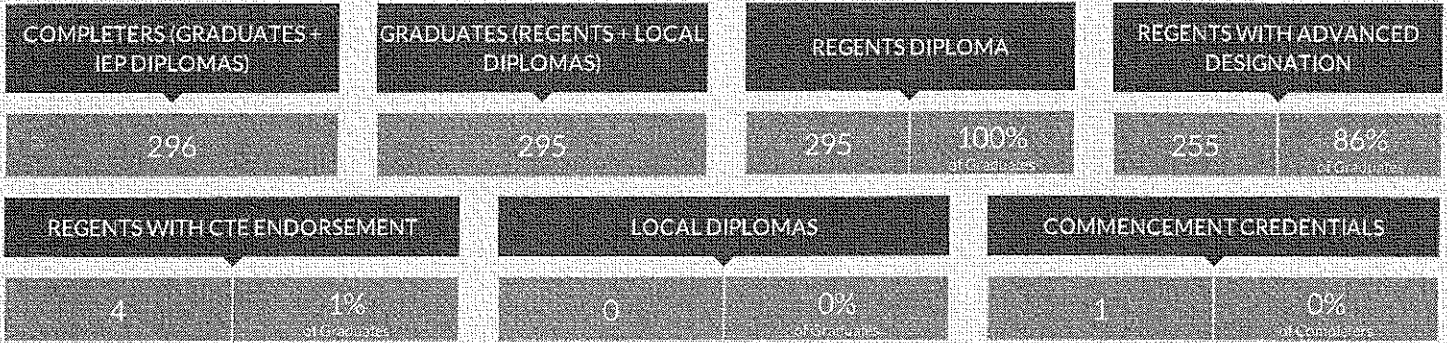 COMPLETERS (GRADUATES +
IEP DIPLOMAS)
GRADUATES (REGENTS + LOCAL
DIPLOMAS)
REGENTS DIPLOMA
REGENTS WITH ADVANCED
DESIGNATION
296
295
295
100%
of Graduates
255
86%
of Graduates
REGENTS WITH CTE ENDORSEMENT
LOCAL DIPLOMAS
COMMENCEMENT CREDENTIALS
4
1%
of Graduates
0
0%
of Graduates
1
0%
of Completers